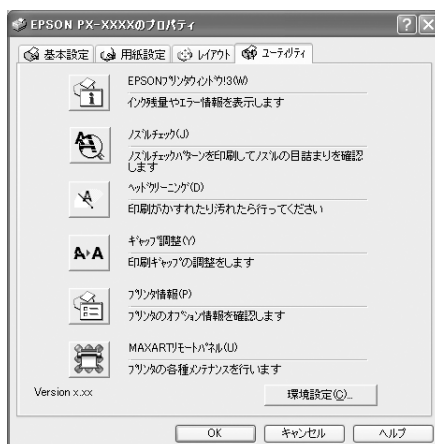 EPSON PX-XXXXのプロパティ
基本設定 用紙設定 レイアウト ユーティリティ
EPSONプリンタウィンドウ!3(W)
インク残量やエラー情報を表示します
ノズルチェック(J)
ノズルチェックパターンを印刷してノズルの目詰まりを確認
します
ヘッドクリーニング(D)
印刷がかすれたり汚れたら行ってください
ギャップ調整(Y)
印刷ギャップの調整をします
プリンタ情報(P)
プリンタのオプション情報を確認します
MAXARTリモートパネル(U)
プリンタの各種メンテナンスを行います
Version x.xx
環境設定(C)...
OK キャンセル ヘルプ